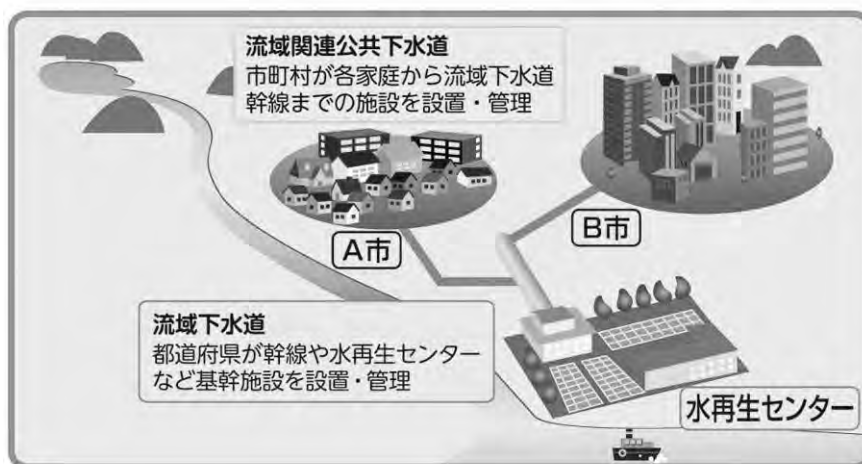 流域関連公共下水道
市町村が各家庭から流域下水道
幹線までの施設を設置・管理
A市
B市
流域下水道
都道府県が幹線や水再生センター
など基幹施設を設置・管理
水再生センター